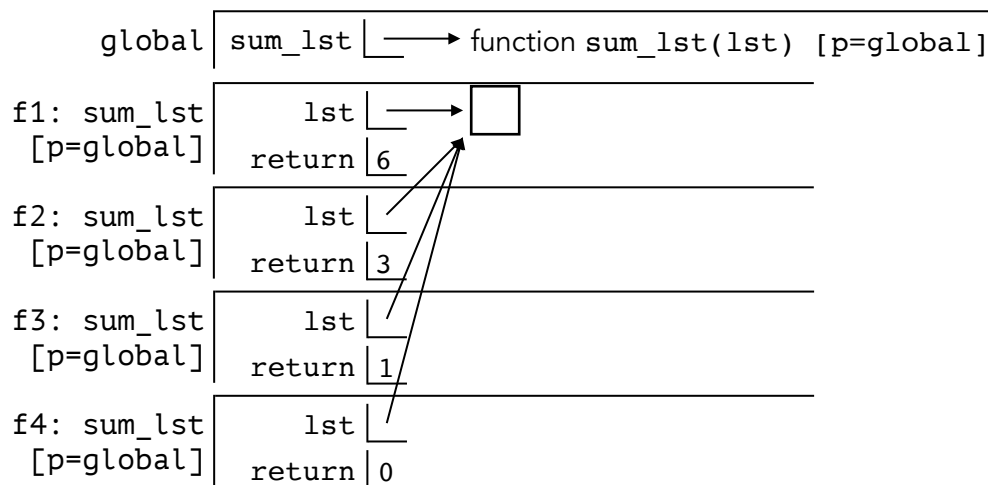 global sum_lst function sum_lst(lst) [p=global]
f1: sum_lst lst
[p=global] return 6
f2: sum_lst lst
[p=global] return 3
f3: sum_lst lst
[p=global] return 1
f4: sum_lst lst
[p=global] return 0